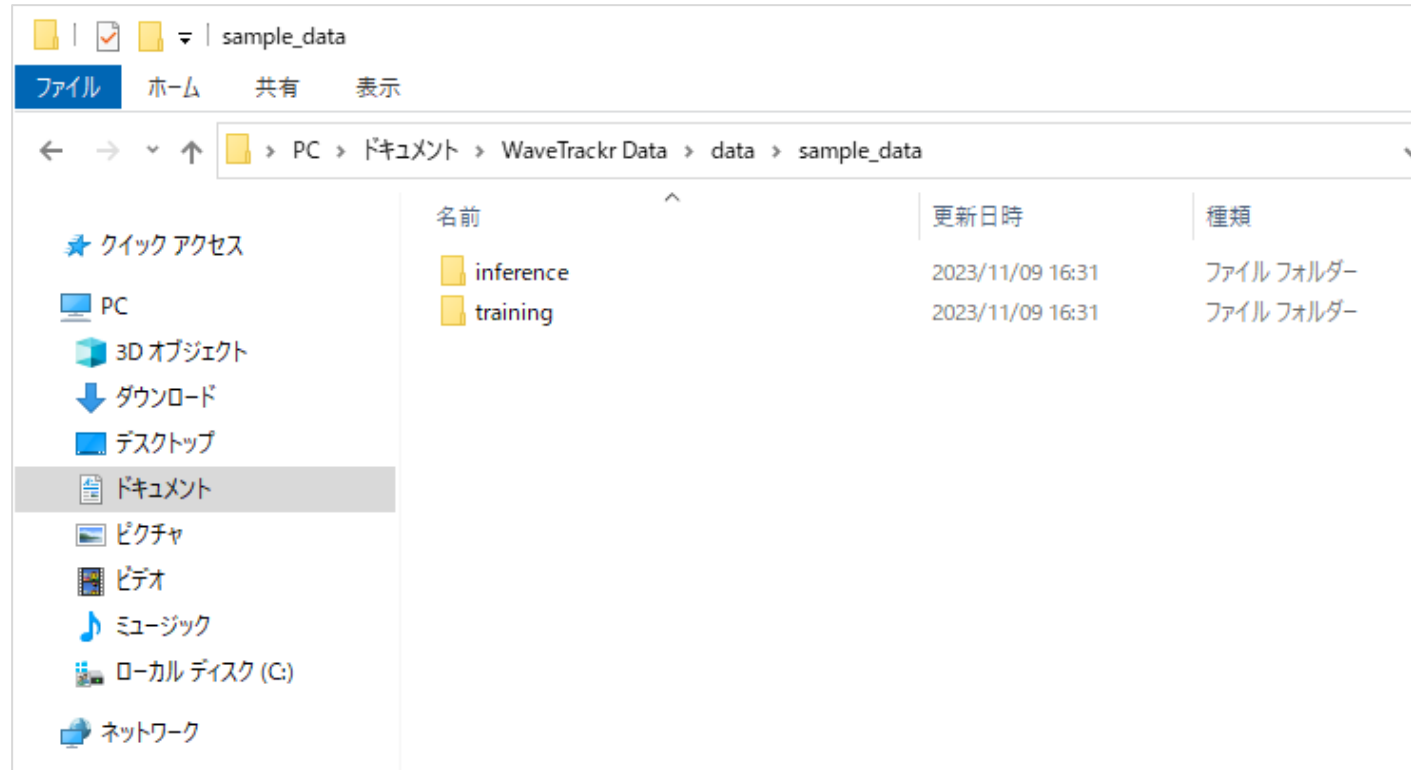 sample_data
ファイル ホーム 共有 表示
PC › ドキュメント › WaveTrackr Data › data › sample_data
名前 更新日時 種類
クイック アクセス
inference 2023/11/09 16:31 ファイル フォルダー
PC
training 2023/11/09 16:31 ファイル フォルダー
3D オブジェクト
ダウンロード
デスクトップ
ドキュメント
ピクチャ
ビデオ
ミュージック
ローカル ディスク (C:)
ネットワーク